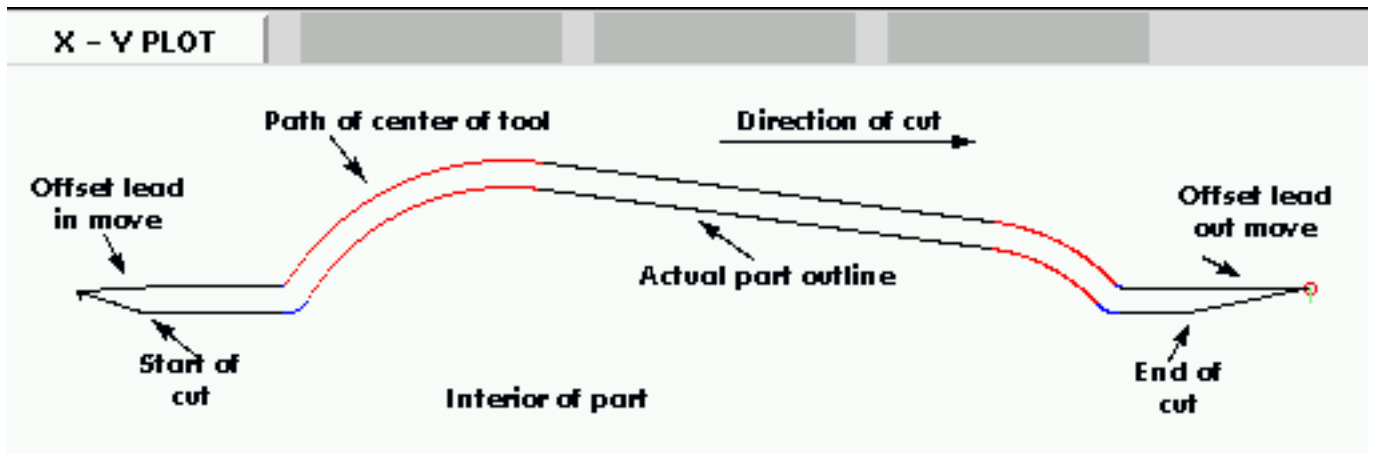 X - Y PLOT
Path of center of tool
Direction of cut
Offset lead
in move
Offset lead
out move
Actual part outline
Start of
cut
End of
cut
Interior of part